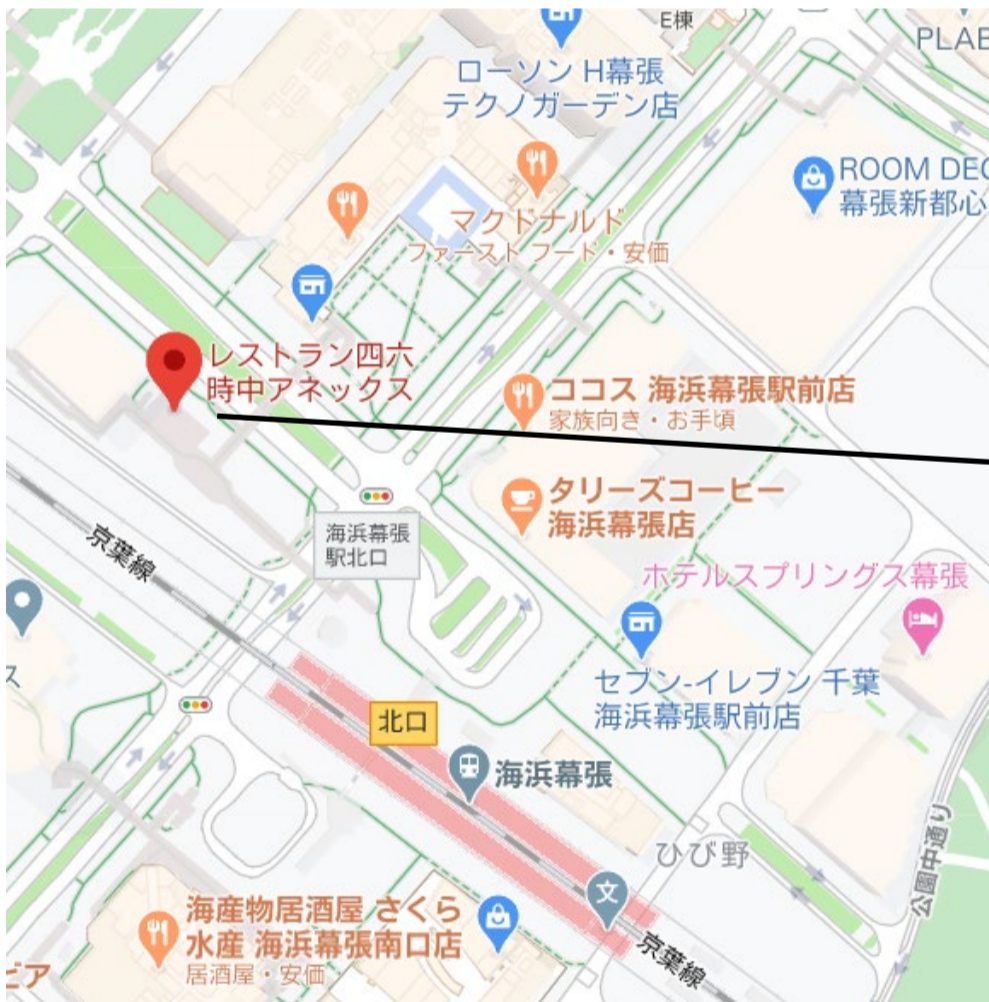 E棟
PLAB
ローソン H幕張
テクノガーデン店
ROOM DEC
幕張新都心
マクドナルド
ファーストフード・安価
レストラン四六
時中アネックス
ココス 海浜幕張駅前店
家族向き・お手頃
タリーズコーヒー
海浜幕張店
海浜幕張
駅北口
京葉線
ホテルスプリングス幕張
ス
セブン-イレブン 千葉
海浜幕張駅前店
北口
海浜幕張
ひび野
公園中通り
文
海産物居酒屋 さくら
水産 海浜幕張南口店
居酒屋・安価
京葉線
ビア